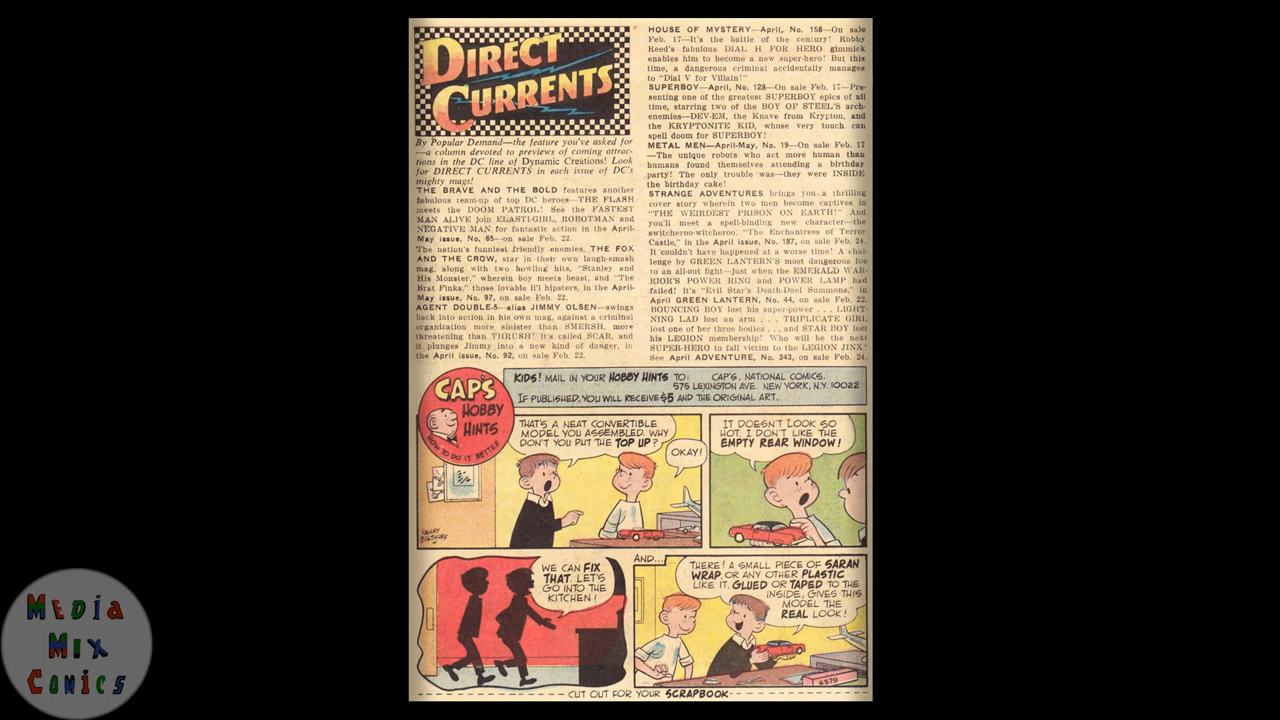 DIRECT
CURRENTS
By Popular Demand—the feature you've asked for
—a column devoted to previews of coming attrac-
tions in the DC line of Dynamic Creations! Look
for DIRECT CURRENTS in each issue of DC's
mighty mags!
THE BRAVE AND THE BOLD features another
fabulous team-up of top DC heroes—THE FLASH
meets the DOOM PATROL! See the FASTEST
MAN ALIVE join ELASTI-GIRL, ROBOTMAN and
NEGATIVE MAN for fantastic action in the April-
May issue, No. 65—on sale Feb. 22.
The nation's funniest friendly enemies, THE FOX
AND THE CROW, star in their own laugh-smash
mag, along with two howling hits, "Stanley and
His Monster," wherein boy meets beast, and "The
Brat Finks," those lovable li'l hipsters, in the April-
May issue, No. 97, on sale Feb. 22.
AGENT DOUBLE-5—alias JIMMY OLSEN—swings
back into action in his own mag, against a criminal
organization more sinister than SMERSH, more
threatening than THRUSH! It's called SCAR, and
it plunges Jimmy into a new kind of danger, in
the April issue, No. 92, on sale Feb. 22.
HOUSE OF MYSTERY—April, No. 158—On sale
Feb. 17—It's the battle of the century! Robby
Reed's fabulous DIAL H FOR HERO gimmick
enables him to become a new super-hero! But this
time, a dangerous criminal accidentally manages
to "Dial V for Villain!"
SUPERBOY—April, No. 128—On sale Feb. 17—Pre-
senting one of the greatest SUPERBOY epics of all
time, starring two of the BOY OF STEEL'S arch-
enemies—DEV-EM, the Knave from Krypton, and
the KRYPTONITE KID, whose very touch can
spell doom for SUPERBOY!
METAL MEN—April-May, No. 19—On sale Feb. 17
—The unique robots who act more human than
humans found themselves attending a birthday
party! The only trouble was—they were INSIDE
the birthday cake!
STRANGE ADVENTURES brings you a thrilling
cover story wherein two men become captives in
"THE WEIRDEST PRISON ON EARTH!" And
you'll meet a spell-binding new character—the
switcheroo-witcheroo, "The Enchantress of Terror
Castle," in the April issue, No. 187, on sale Feb. 24.
It couldn't have happened at a worse time! A chal-
lenge by GREEN LANTERN'S most dangerous foe
to an all-out fight—just when the EMERALD WAR-
RIOR'S POWER RING and POWER LAMP had
failed! It's "Evil Star's Death-Duel Summons," in
April GREEN LANTERN, No. 44, on sale Feb. 22.
BOUNCING BOY lost his super-power . . . LIGHT-
NING LAD lost an arm . . . TRIPLICATE GIRL
lost one of her three bodies . . . and STAR BOY lost
his LEGION membership! Who will be the next
SUPER-HERO to fall victim to the LEGION JINX?
See April ADVENTURE, No. 343, on sale Feb. 24.
CAP'S
HOBBY
HINTS
HOW TO DO IT BETTER
KIDS! MAIL IN YOUR HOBBY HINTS TO: CAP'S, NATIONAL COMICS.
575 LEXINGTON AVE. NEW YORK, N.Y. 10022
IF PUBLISHED, YOU WILL RECEIVE $5 AND THE ORIGINAL ART.
THAT'S A NEAT CONVERTIBLE
MODEL YOU ASSEMBLED. WHY
DON'T YOU PUT THE TOP UP?
OKAY!
HENRY
BOLTINOFF
IT DOESN'T LOOK SO
HOT. I DON'T LIKE THE
EMPTY REAR WINDOW!
WE CAN FIX
THAT. LET'S
GO INTO THE
KITCHEN!
AND...
THERE! A SMALL PIECE OF SARAN
WRAP, OR ANY OTHER PLASTIC
LIKE IT, GLUED OR TAPED TO THE
INSIDE, GIVES THIS
MODEL THE
REAL LOOK!
6579
CUT OUT FOR YOUR SCRAPBOOK
MEDIA
MIX
COMICS